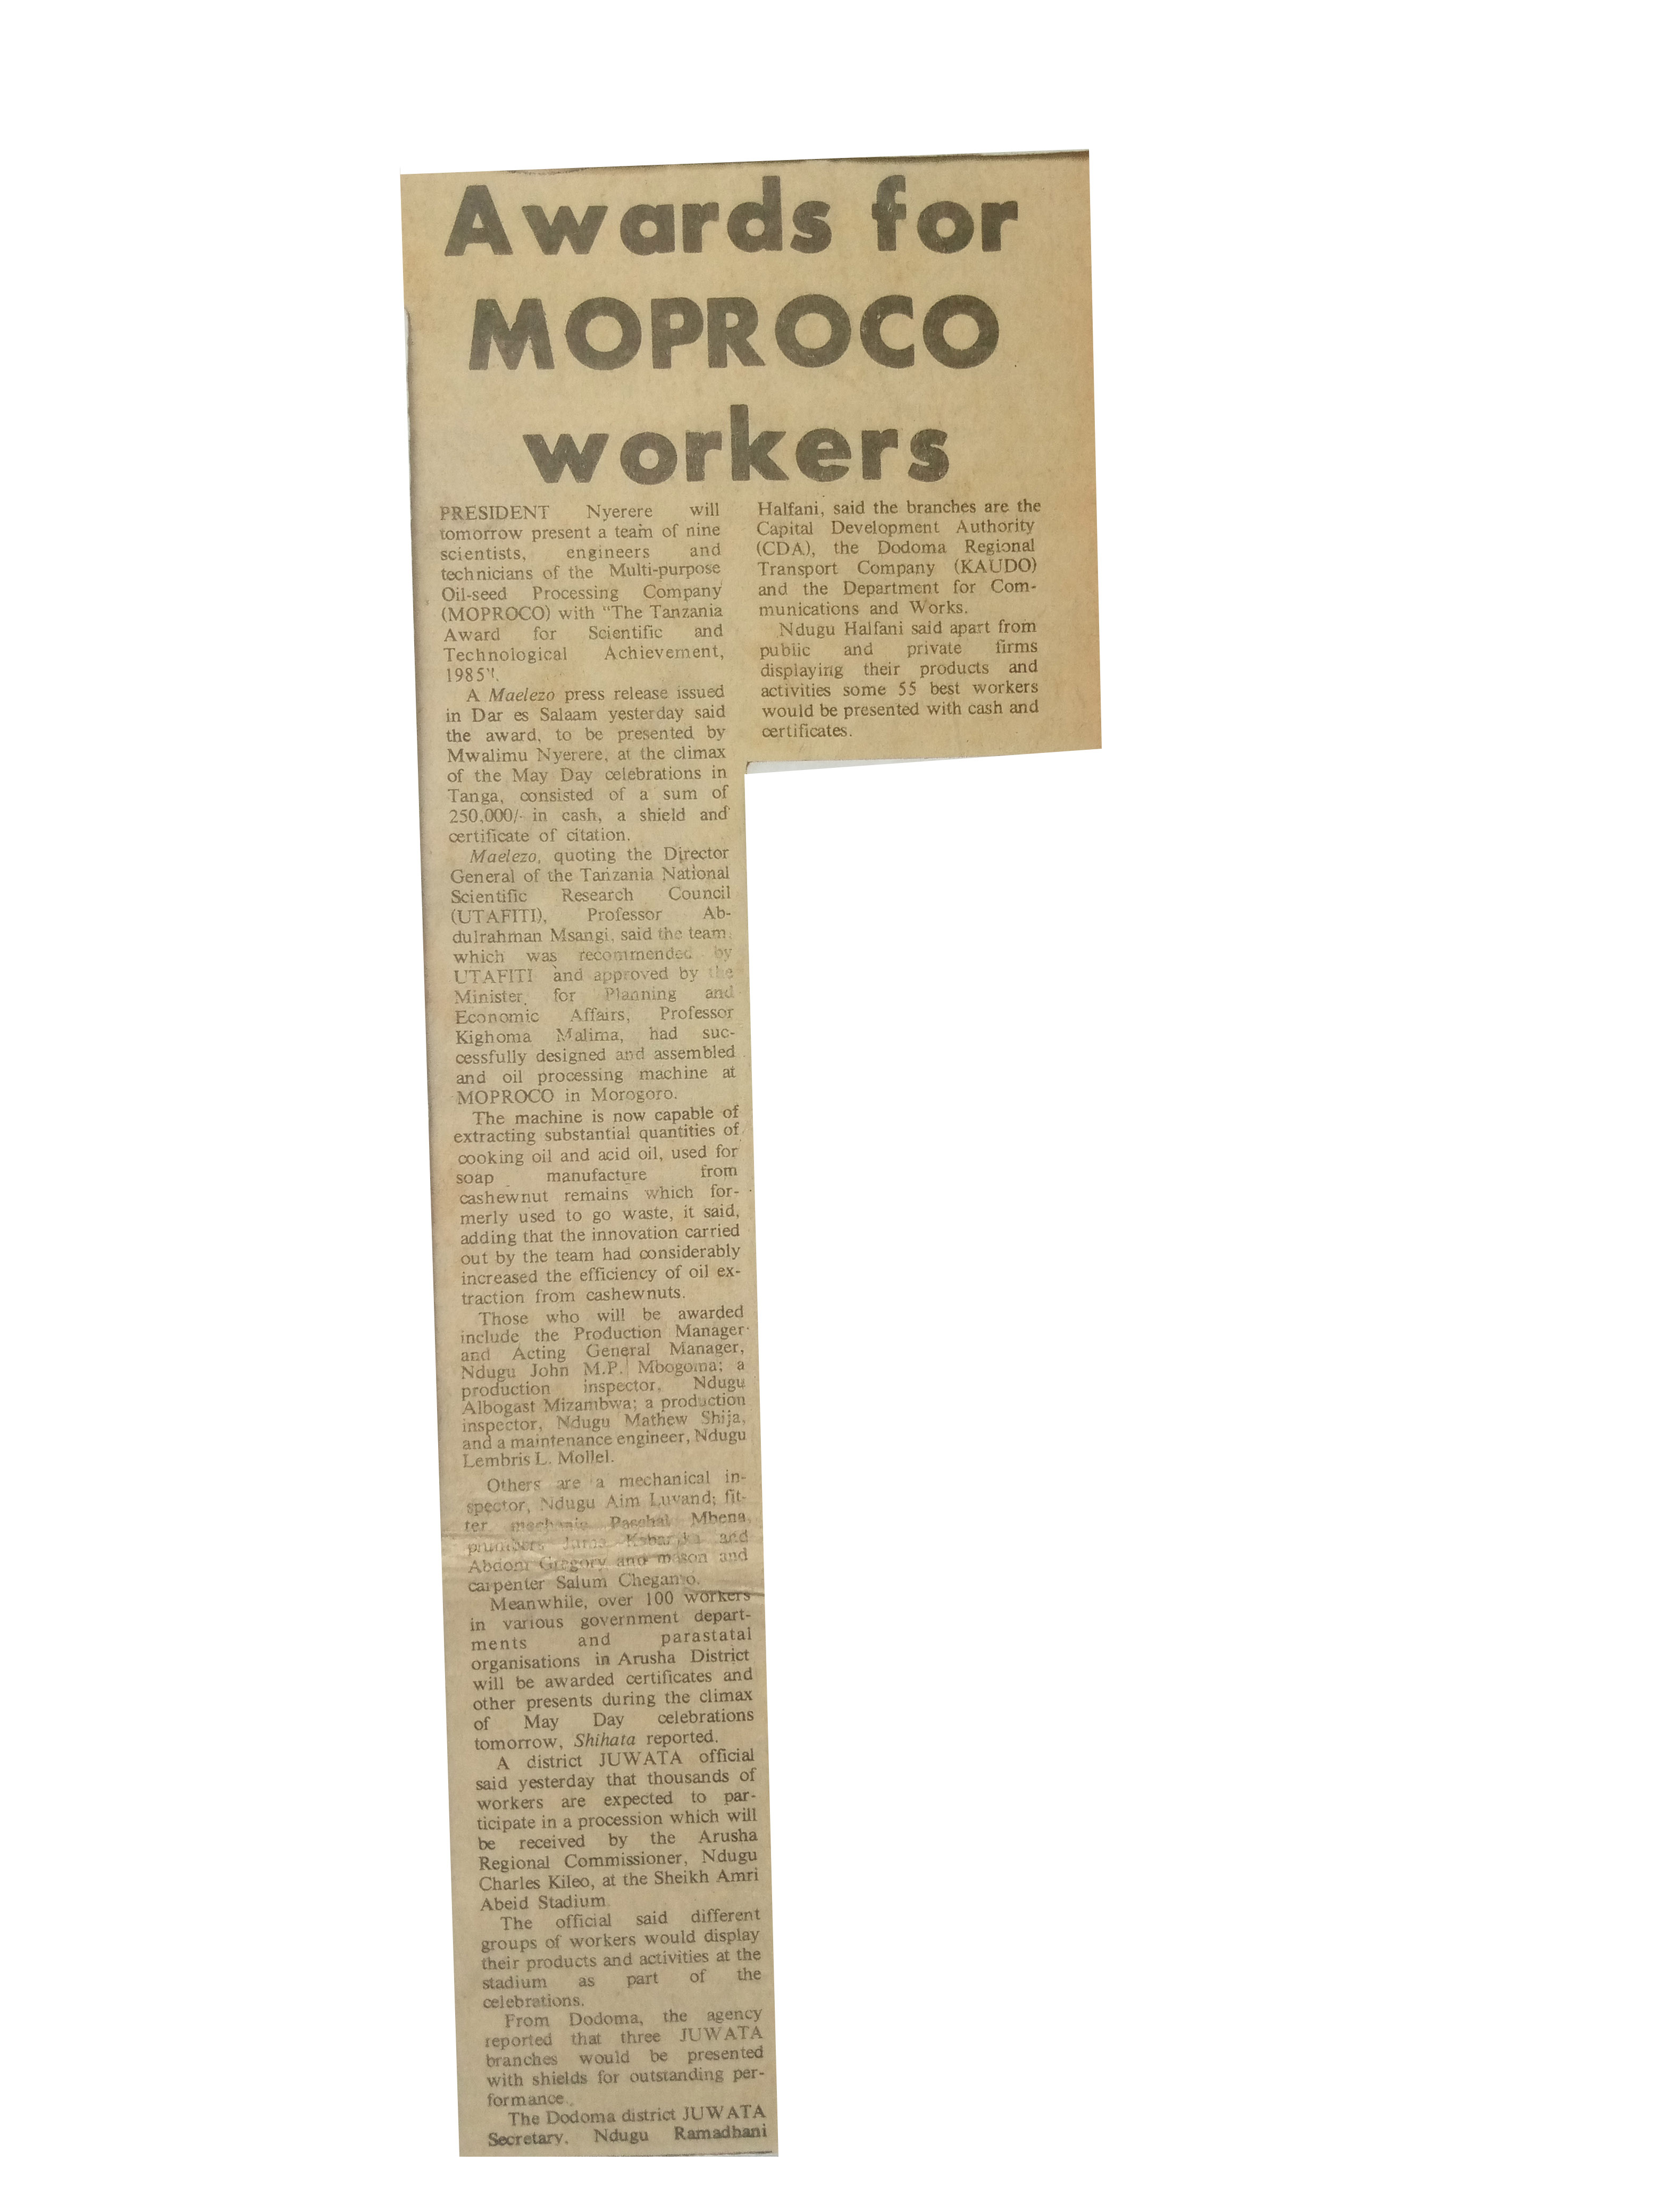 Awards for
MOPROCO
workers
PRESIDENT Nyerere will
tomorrow present a team of nine
scientists, engineers and
technicians of the Multi-purpose
Oil-seed Processing Company
(MOPROCO) with "The Tanzania
Award for Scientific and
Technological Achievement,
1985".
A Maelezo press release issued
in Dar es Salaam yesterday said
the award, to be presented by
Mwalimu Nyerere, at the climax
of the May Day celebrations in
Tanga, consisted of a sum of
250,000/- in cash, a shield and
certificate of citation.
Maelezo, quoting the Director
General of the Tanzania National
Scientific Research Council
(UTAFITI), Professor Ab-
dulrahman Msangi, said the team
which was recommended by
UTAFITI and approved by the
Minister for Planning and
Economic Affairs, Professor
Kighoma Malima, had suc-
cessfully designed and assembled
and oil processing machine at
MOPROCO in Morogoro.
The machine is now capable of
extracting substantial quantities of
cooking oil and acid oil, used for
soap manufacture from
cashewnut remains which for-
merly used to go waste, it said,
adding that the innovation carried
out by the team had considerably
increased the efficiency of oil ex-
traction from cashewnuts.
Those who will be awarded
include the Production Manager
and Acting General Manager,
Ndugu John M.P. Mbogoma; a
production inspector, Ndugu
Albogast Mizambwa; a production
inspector, Ndugu Mathew Shija,
and a maintenance engineer, Ndugu
Lembris L. Mollel.
Others are a mechanical in-
spector, Ndugu Aim Luvand; fit-
ter mechanic Paschal Mbena,
plumbers Juma and
Gregory and mason and
carpenter Salum
Meanwhile, over 100 workers
in various government depart-
ments and parastatal
organisations in Arusha District
will be awarded certificates and
other presents during the climax
of May Day celebrations
tomorrow, Shihata reported.
A district JUWATA official
said yesterday that thousands of
workers are expected to par-
ticipate in a procession which will
be received by the Arusha
Regional Commissioner, Ndugu
Charles Kileo, at the Sheikh Amri
Abeid Stadium.
The official said different
groups of workers would display
their products and activities at the
stadium as part of the
celebrations.
From Dodoma, the agency
reported that three JUWATA
branches would be presented
with shields for outstanding per-
formance.
The Dodoma district JUWATA
Secretary, Ndugu Ramadhani
Halfani, said the branches are the
Capital Development Authority
(CDA), the Dodoma Regional
Transport Company (KAUDO)
and the Department for Com-
munications and Works.
Ndugu Halfani said apart from
public and private firms
displaying their products and
activities some 55 best workers
would be presented with cash and
certificates.